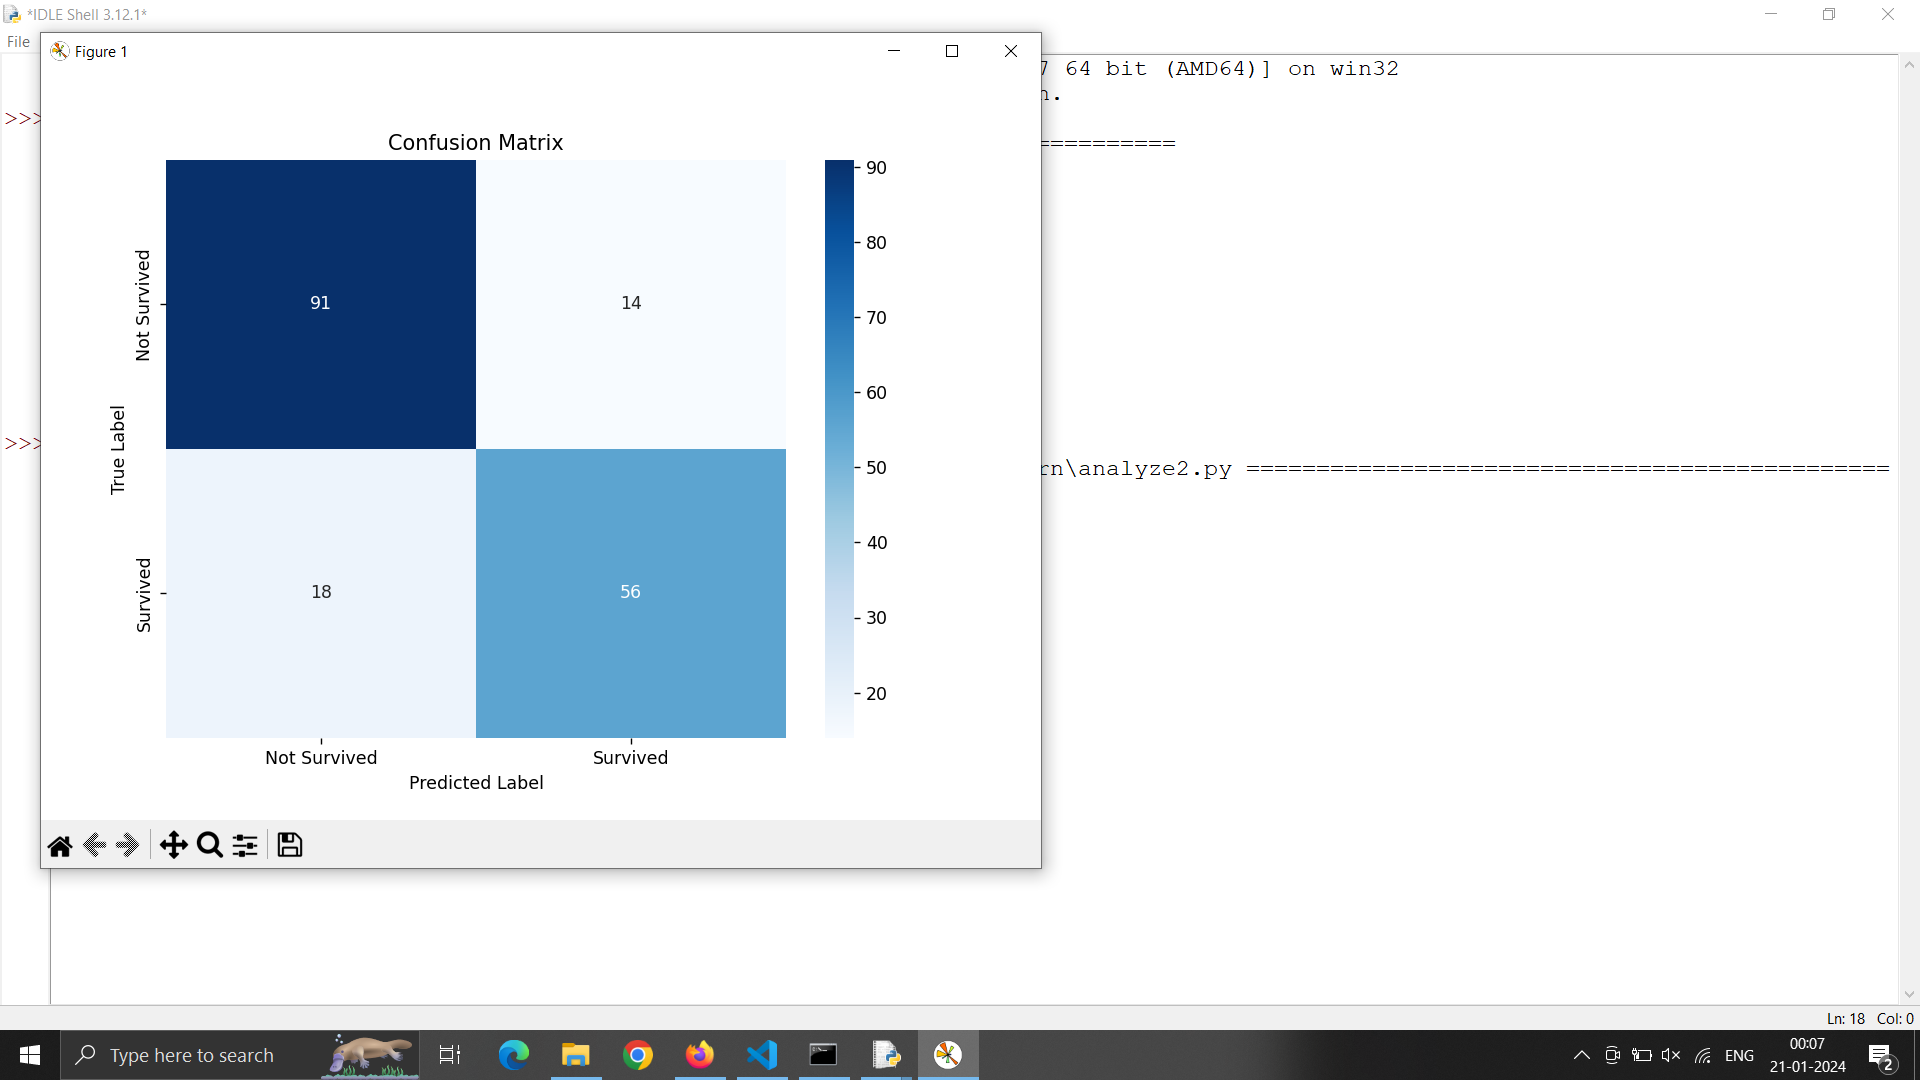 *IDLE Shell 3.12.1*
File
Figure 1
7 64 bit (AMD64)] on win32
n.
>>>
==========
Confusion Matrix
91
14
18
56
Not Survived
Survived
True Label
Not Survived
Survived
Predicted Label
90
80
70
60
50
40
30
20
>>>
rn\analyze2.py ==============================================
Ln: 18 Col: 0
Type here to search
ENG
00:07
21-01-2024
2